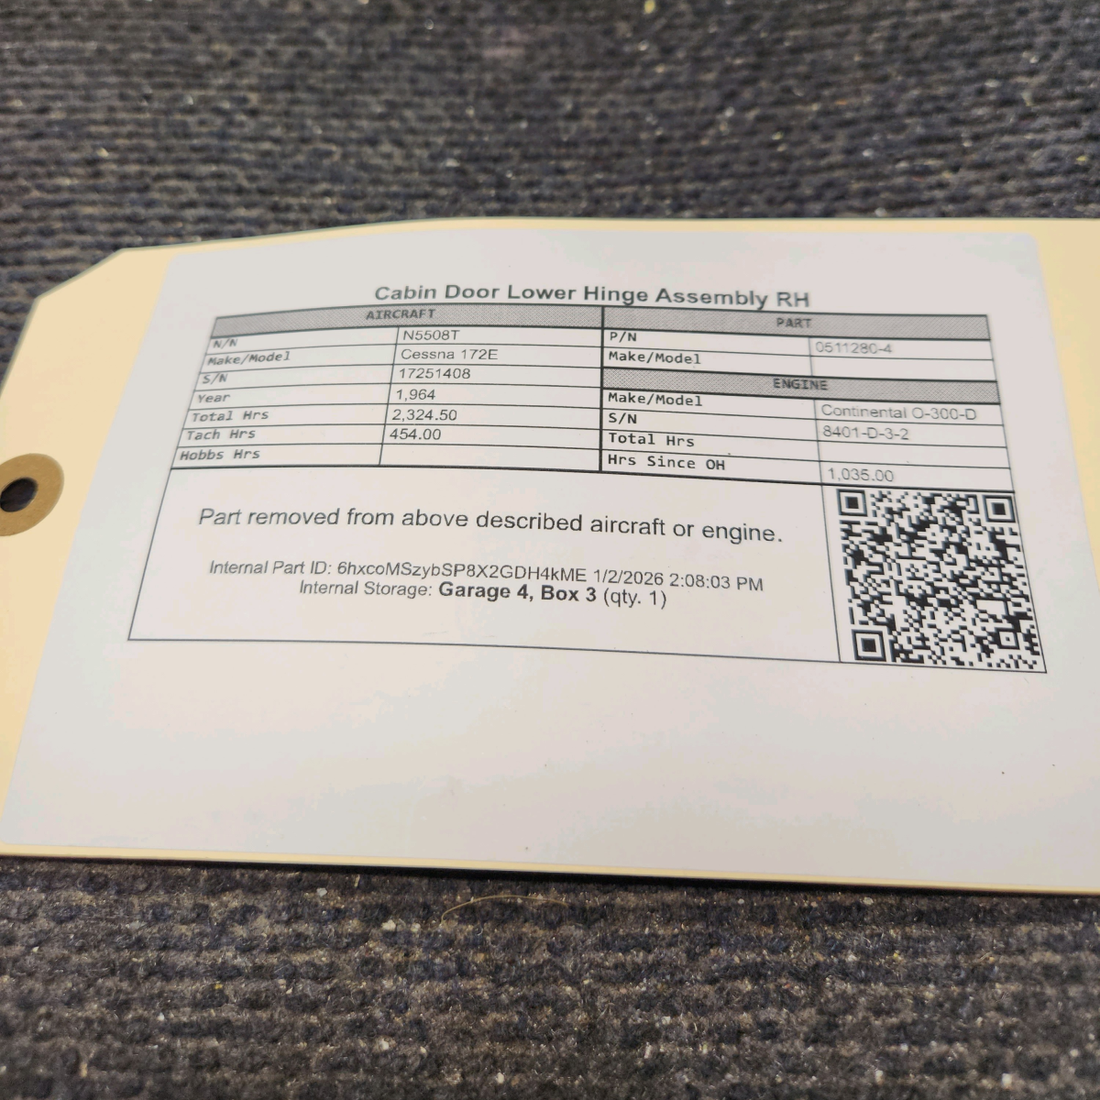 Cabin Door Lower Hinge Assembly RH
AIRCRAFT
N/N N5508T
Make/Model Cessna 172E
S/N 17251408
Year 1,964
Total Hrs 2,324.50
Tach Hrs 454.00
Hobbs Hrs
PART
P/N 0511280-4
Make/Model
ENGINE
Make/Model Continental O-300-D
S/N 8401-D-3-2
Total Hrs
Hrs Since OH 1,035.00
Part removed from above described aircraft or engine.
Internal Part ID: 6hxcoMSzybSP8X2GDH4kME 1/2/2026 2:08:03 PM
Internal Storage: Garage 4, Box 3 (qty. 1)